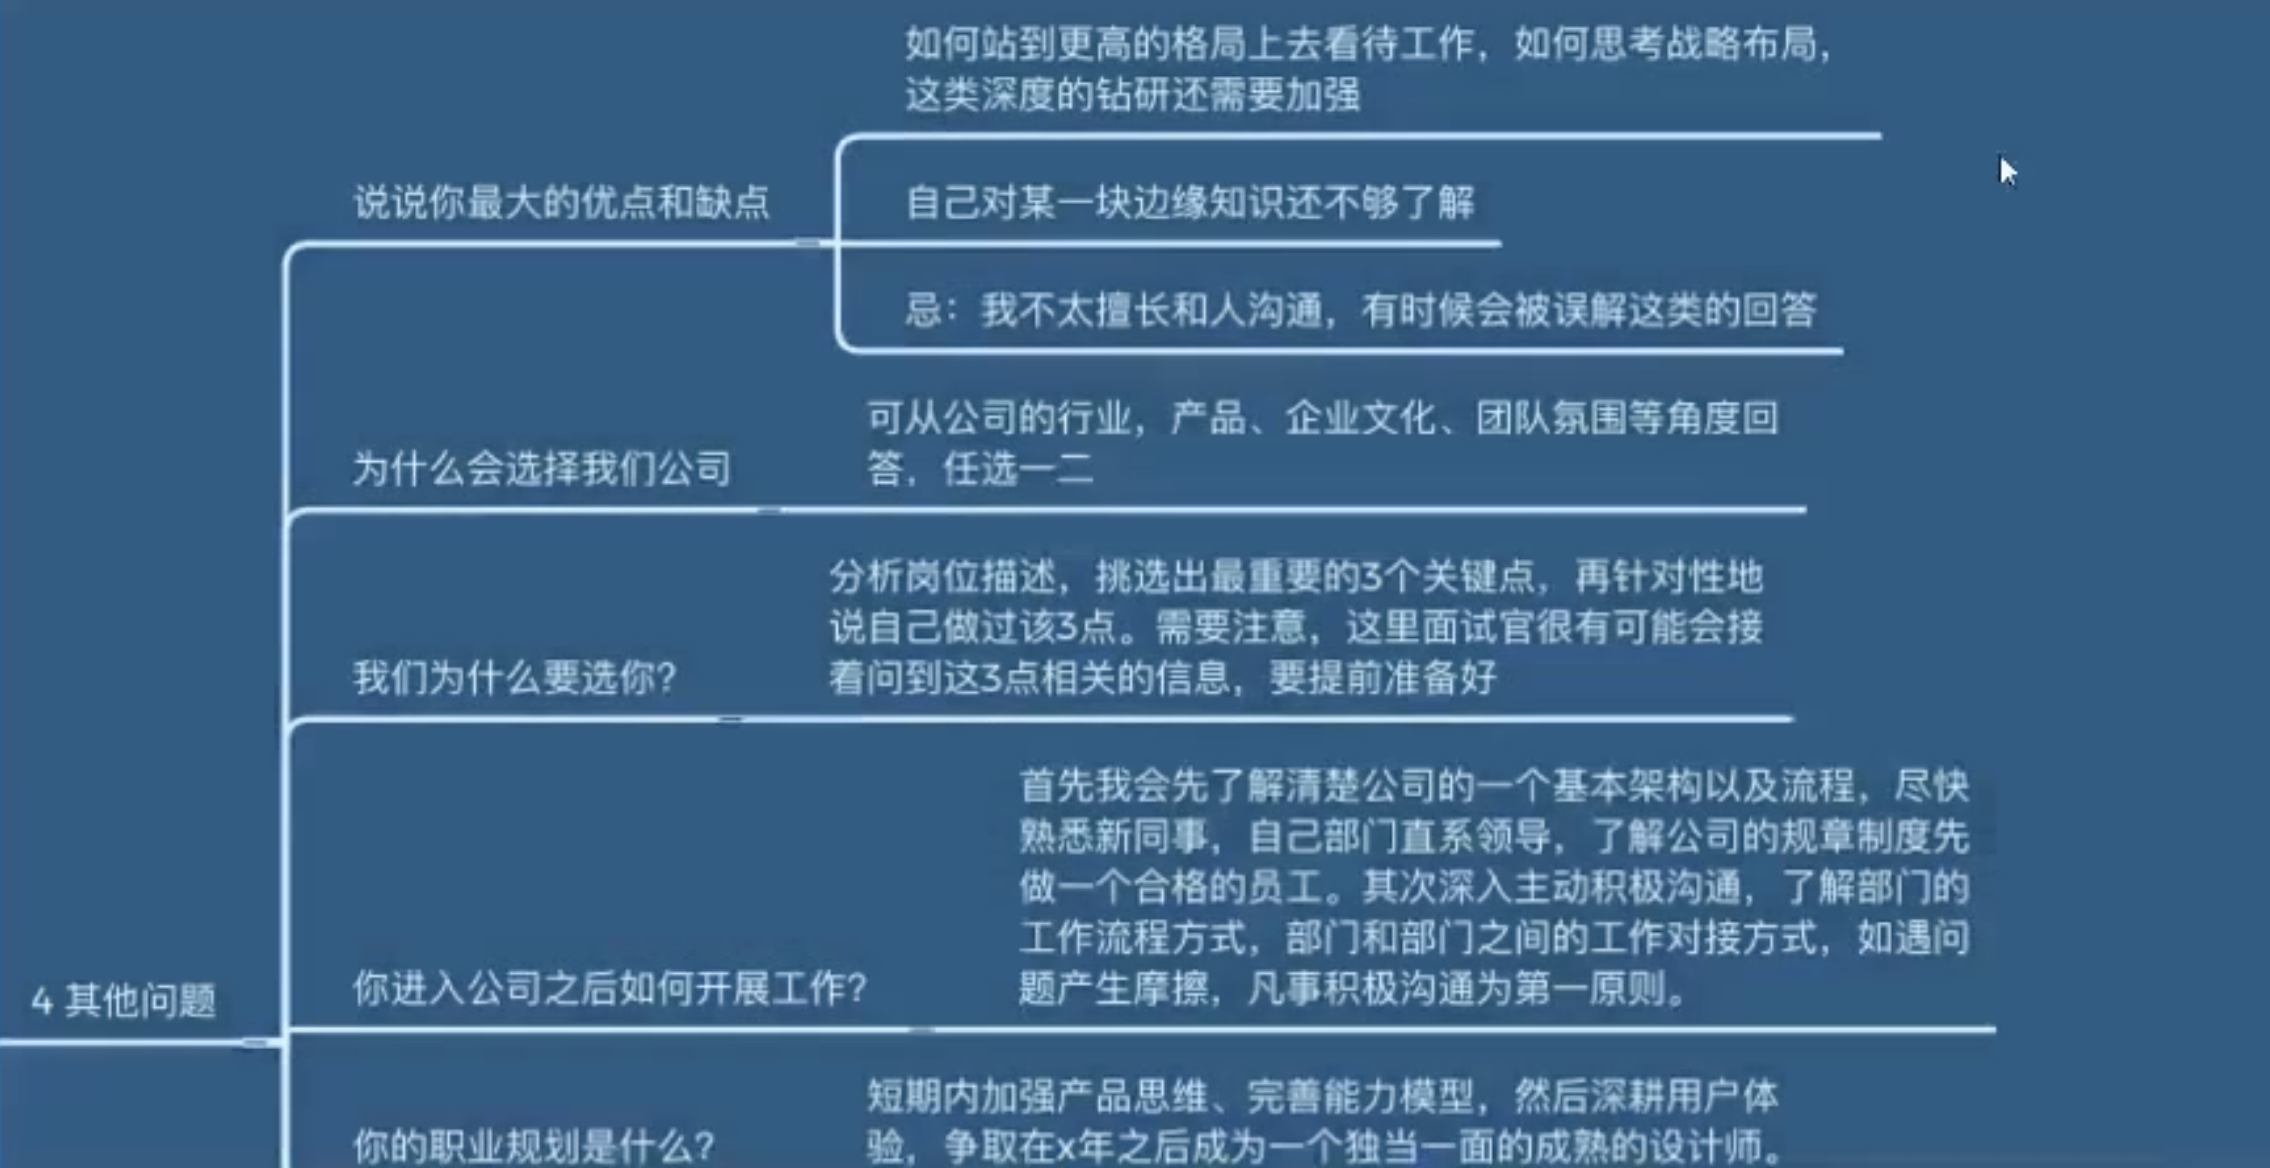 如何站到更高的格局上去看待工作，如何思考战略布局，
这类深度的钻研还需要加强
说说你最大的优点和缺点
自己对某一块边缘知识还不够了解
忌：我不太擅长和人沟通，有时候会被误解这类的回答
可从公司的行业，产品、企业文化、团队氛围等角度回
答，任选一二
为什么会选择我们公司
分析岗位描述，挑选出最重要的3个关键点，再针对性地
说自己做过该3点。需要注意，这里面试官很有可能会接
着问到这3点相关的信息，要提前准备好
我们为什么要选你？
首先我会先了解清楚公司的一个基本架构以及流程，尽快
熟悉新同事，自己部门直系领导，了解公司的规章制度先
做一个合格的员工。其次深入主动积极沟通，了解部门的
工作流程方式，部门和部门之间的工作对接方式，如遇问
题产生摩擦，凡事积极沟通为第一原则。
你进入公司之后如何开展工作？
4 其他问题
短期内加强产品思维、完善能力模型，然后深耕用户体
验，争取在x年之后成为一个独当一面的成熟的设计师。
你的职业规划是什么？